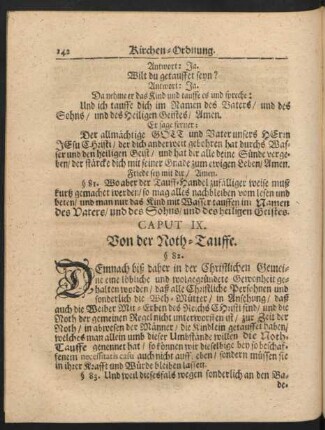 142 Kirchen-Ordnung.
Antwort: Ja.
Wilt du getauffet seyn?
Antwort: Ja.
Da nehme er das Kind und tauffe es und spreche:
Und ich tauffe dich im Namen des Vaters/ und des
Sohns/ und des Heiligen Geistes/ Amen.
Er sage ferner:
Der allmächtige GOTT und Vater unsers HErrn
JEsu Christi/ der dich anderweit gebohren hat durchs Was-
ser und den heiligen Geist/ und hat dir alle deine Sünde verge-
ben/ der stärcke dich mit seiner Gnade zum ewigen Leben/ Amen.
Friede sey mit dir/ Amen.
§ 81. Wo aber der Tauff-Handel zufälliger weise muß
kurtz gemachet werden/ so mag alles nachbleiben vom lesen und
beten/ und man nur das Kind mit Wasser tauffen im Namen
des Vaters/ und des Sohns/ und des heiligen Geistes.
CAPUT IX.
Von der Noth-Tauffe.
§ 82.
DEmnach biß daher in der Christlichen Gemei-
ne eine löbliche und wolgegründete Gewonheit ge-
halten worden/ daß alle Christliche Persehnen und
sonderlich die Weh-Mütter/ in Ansehung/ daß
auch die Weiber Mit-Erben des Reichs Christi sind/ und die
Noth der gemeinen Regel nicht unterworffen ist/ zur Zeit der
Noth/ in abwesen der Männer/ die Kindlein getauffet haben/
welches man allein und dieser Umbstände willen die Noth-
Tauffe genennet hat/ so können wir dieselbige bey so beschaf-
fenem necessitatis casu auch nicht auffheben/ sondern müssen sie
in ihrer Krafft und Würde bleiben lassen.
§ 83. Und weil diesesfals wegen sonderlich an den Ba-
de-